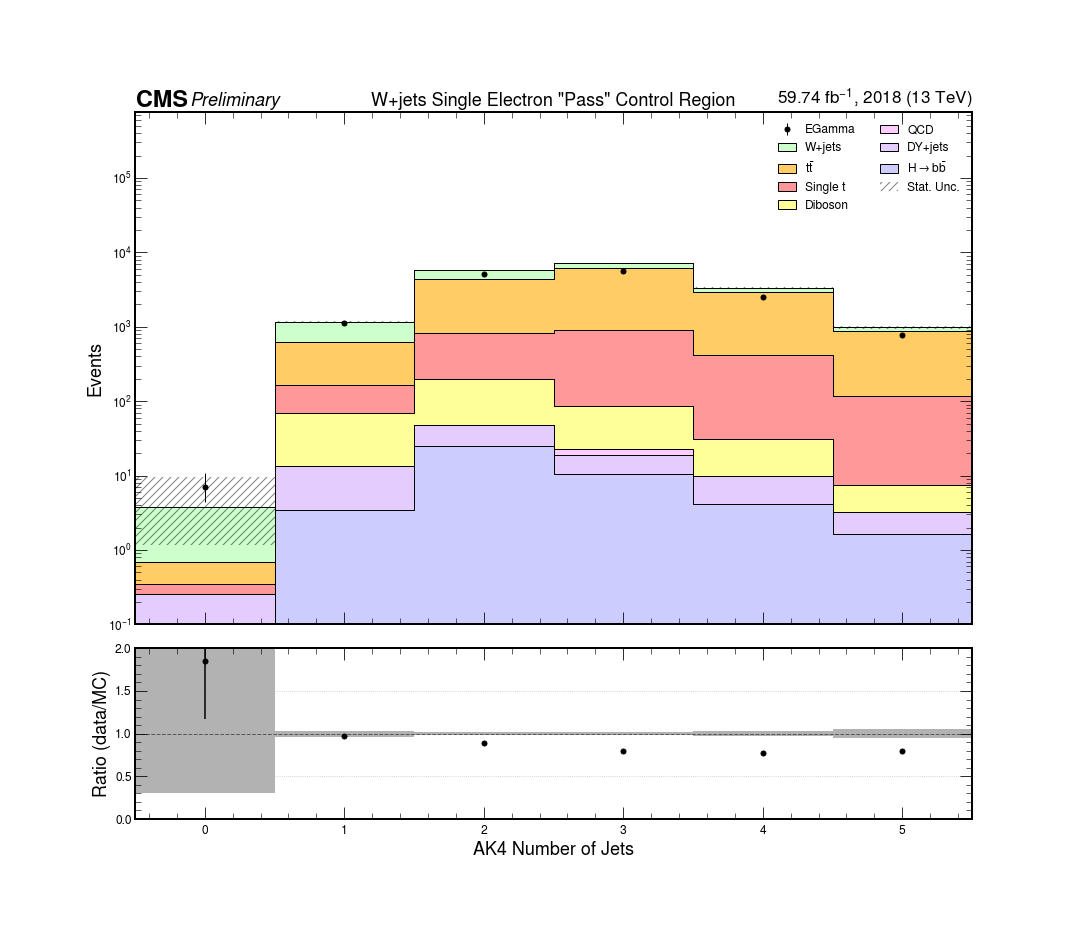 CMS Preliminary W+jets Single Electron "Pass" Control Region 59.74 fb⁻¹, 2018 (13 TeV)
EGamma QCD
W+jets DY+jets
tt̄ H→bb̄
Single t Stat. Unc.
Diboson
Events
10⁵
10⁴
10³
10²
10¹
10⁰
10⁻¹
Ratio (data/MC)
2.0
1.5
1.0
0.5
0.0
0 1 2 3 4 5
AK4 Number of Jets